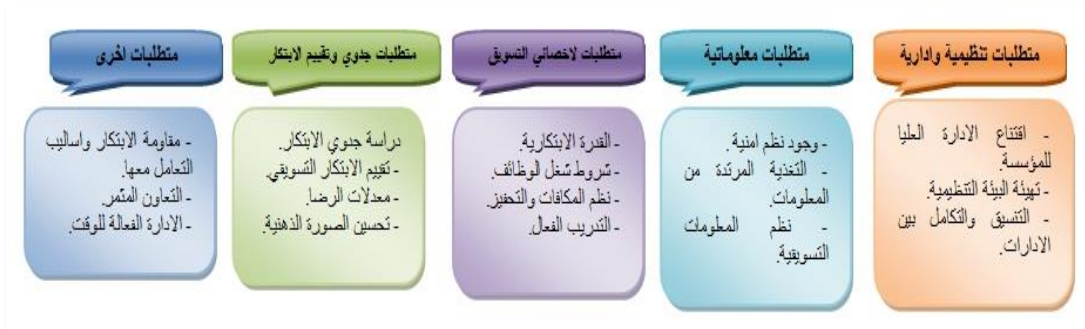 متطلبات تنظيمية وادارية
- اقتناع الادارة العليا
للمؤسسة.
- تهيئة البيئة التنظيمية.
- التنسيق والتكامل بين
الادارات.
متطلبات معلوماتية
- وجود نظم امنية.
- التغذية المرتدة من
المعلومات.
- نظم المعلومات
التسويقية.
متطلبات لاخصائي التسويق
- القدرة الابتكارية.
- شروط شغل الوظائف.
- نظم المكافات والتحفيز.
- التدريب الفعال.
متطلبات جدوي وتقييم الابتكار
دراسة جدوي الابتكار.
- تقييم الابتكار التسويقي.
- معدلات الرضا.
- تحسين الصورة الذهنية.
متطلبات اخرى
- مقاومة الابتكار واساليب
التعامل معها.
- التعاون المثمر.
- الادارة الفعالة للوقت.